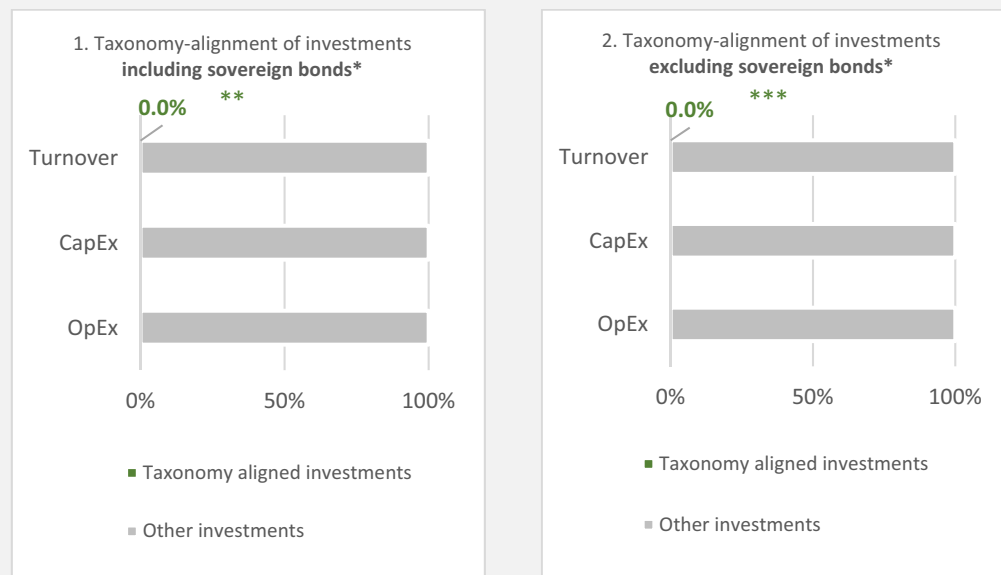 1. Taxonomy-alignment of investments
including sovereign bonds*
**
0.0%
Turnover
CapEx
OpEx
0% 50% 100%
Taxonomy aligned investments
Other investments
2. Taxonomy-alignment of investments
excluding sovereign bonds*
***
0.0%
Turnover
CapEx
OpEx
0% 50% 100%
Taxonomy aligned investments
Other investments